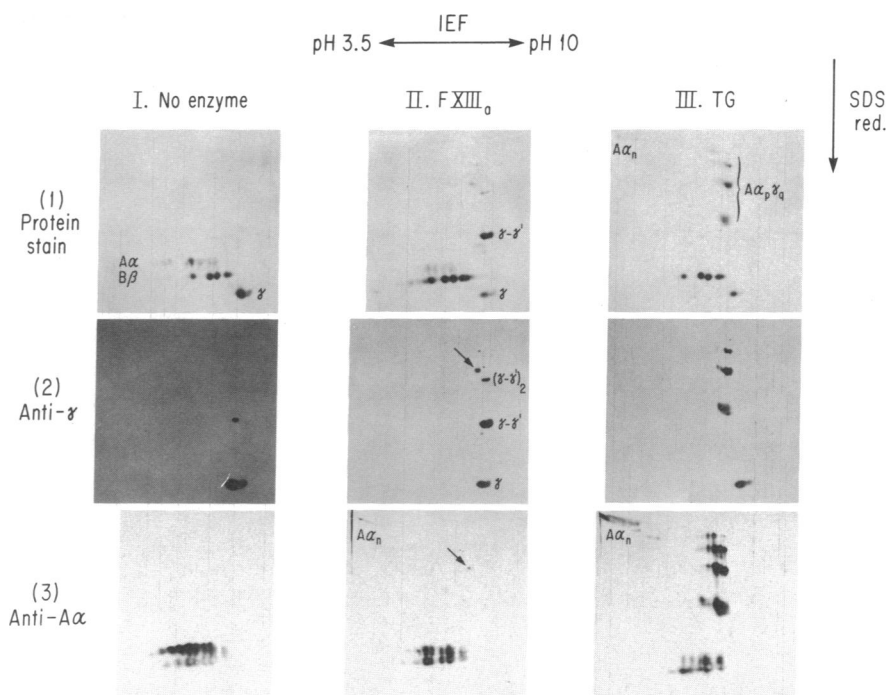 IEF
pH 3.5 ⟷ pH 10
I. No enzyme
II. FXIIIₐ
III. TG
SDS
red.
(1)
Protein
stain
Aα
Bβ
γ
γ-γ'
γ
Aαₙ
Aαₚγ_q
(2)
Anti-γ
(γ-γ')₂
γ-γ'
γ
(3)
Anti-Aα
Aαₙ
Aαₙ